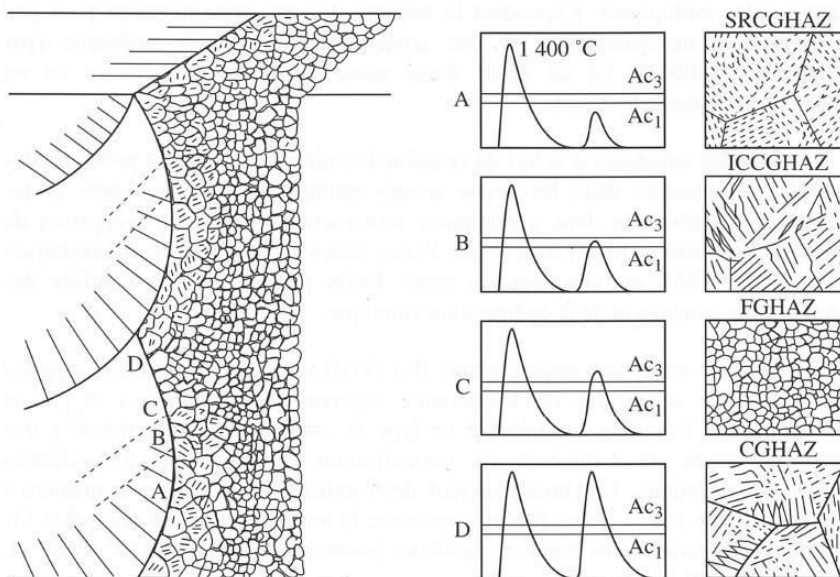 SRCGHAZ
1 400 °C
A
Ac3
Ac1
ICCGHAZ
B
Ac3
Ac1
FGHAZ
C
Ac3
Ac1
CGHAZ
D
Ac3
Ac1
D
C
B
A